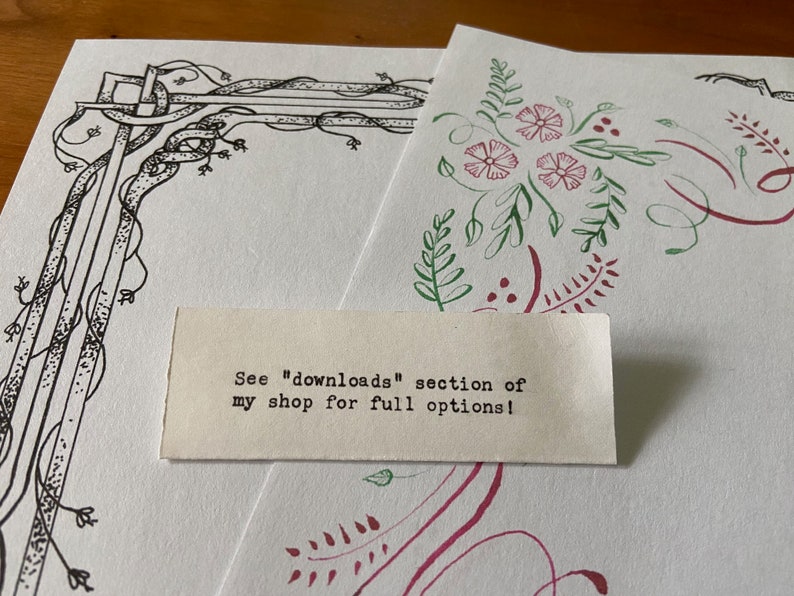 See "downloads" section of
my shop for full options!